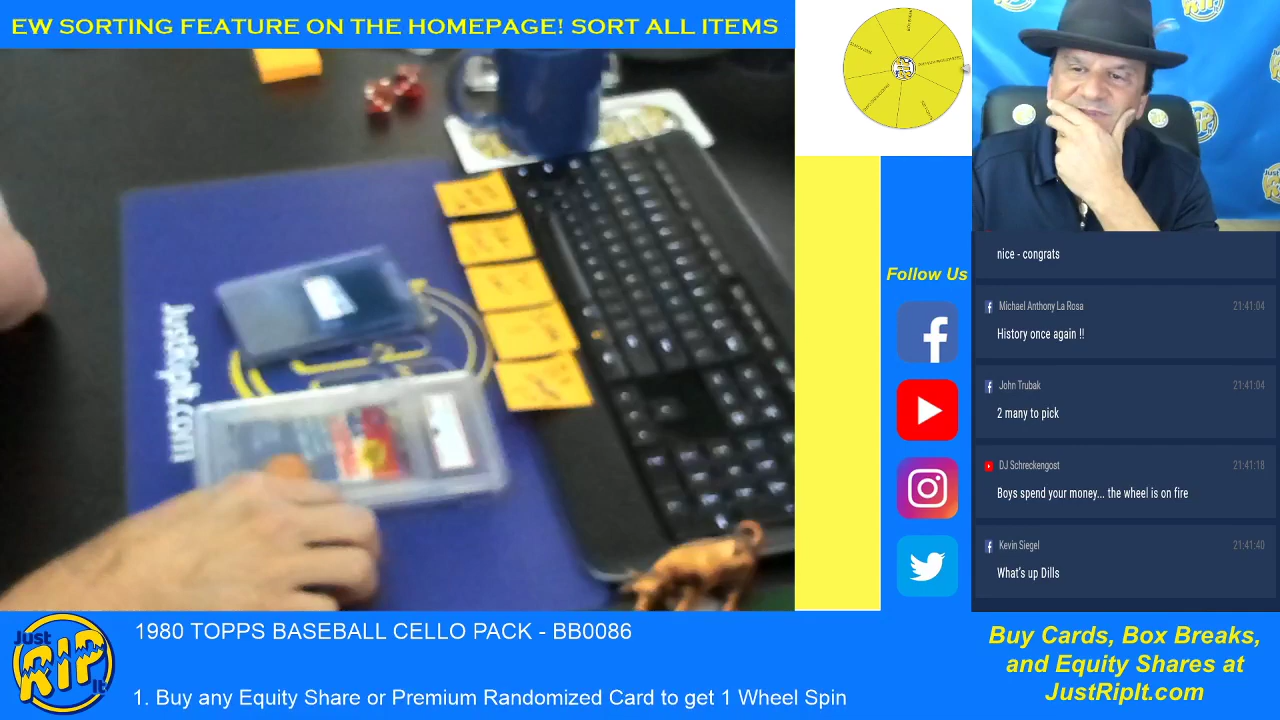 EW SORTING FEATURE ON THE HOMEPAGE! SORT ALL ITEMS
JustRipIt.com
Follow Us
nice - congrats
Michael Anthony La Rosa 21:41:04
History once again !!
John Trubak 21:41:04
2 many to pick
DJ Schreckengost 21:41:18
Boys spend your money... the wheel is on fire
Kevin Siegel 21:41:40
What's up Dills
Just
RIP
It
1980 TOPPS BASEBALL CELLO PACK - BB0086
1. Buy any Equity Share or Premium Randomized Card to get 1 Wheel Spin
Buy Cards, Box Breaks,
and Equity Shares at
JustRipIt.com